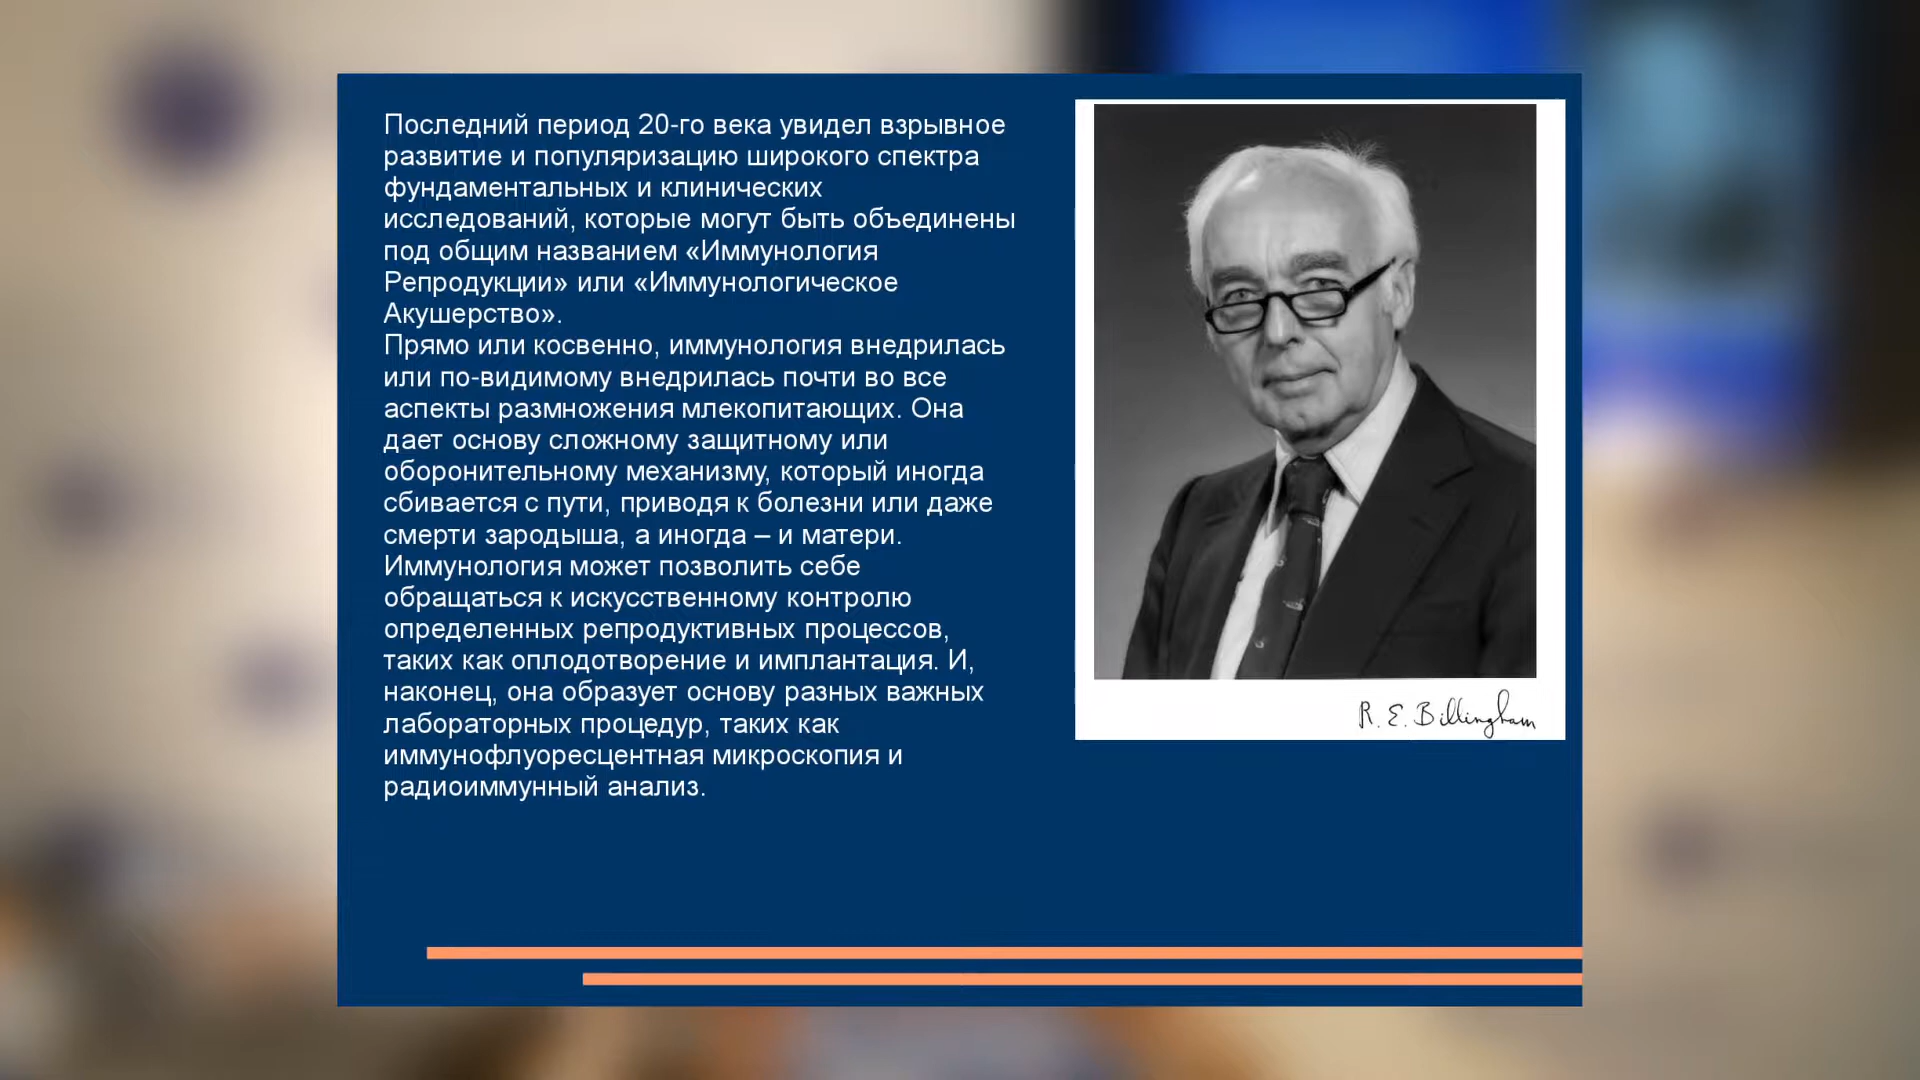 Последний период 20-го века увидел взрывное
развитие и популяризацию широкого спектра
фундаментальных и клинических
исследований, которые могут быть объединены
под общим названием «Иммунология
Репродукции» или «Иммунологическое
Акушерство».
Прямо или косвенно, иммунология внедрилась
или по-видимому внедрилась почти во все
аспекты размножения млекопитающих. Она
дает основу сложному защитному или
оборонительному механизму, который иногда
сбивается с пути, приводя к болезни или даже
смерти зародыша, а иногда – и матери.
Иммунология может позволить себе
обращаться к искусственному контролю
определенных репродуктивных процессов,
таких как оплодотворение и имплантация. И,
наконец, она образует основу разных важных
лабораторных процедур, таких как
иммунофлуоресцентная микроскопия и
радиоиммунный анализ.
R. E. Billingham